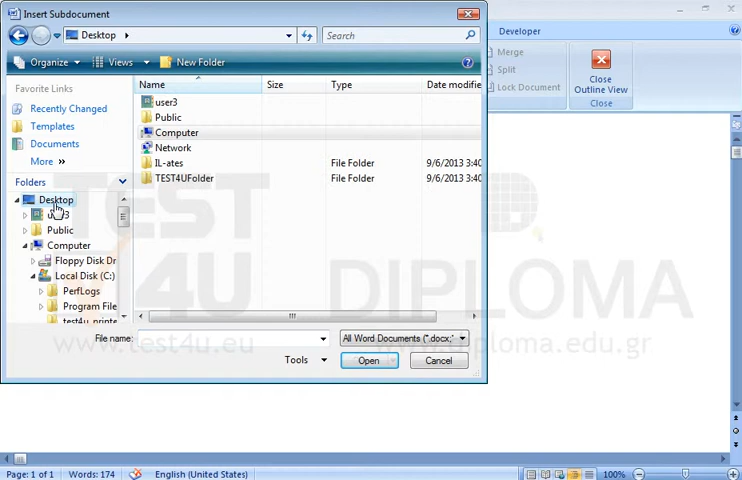 Insert Subdocument
Desktop
Search
Organize
Views
New Folder
Favorite Links
Recently Changed
Templates
Documents
More »
Folders
Desktop
Public
Computer
Floppy Disk Dr
Local Disk (C:)
PerfLogs
Program File
test4u_printe
Name
Size
Type
Date modifie
user3
Public
Computer
Network
IL-ates
File Folder
9/6/2013 3:40
TEST4UFolder
File Folder
9/6/2013 3:40
File name:
All Word Documents (*.docx;*
Tools
Open
Cancel
Developer
Merge
Split
Lock Document
Close
Outline View
Close
TEST
4U
DIPLOMA
www.test4u.eu
www.diploma.edu.gr
Page: 1 of 1
Words: 174
English (United States)
100%